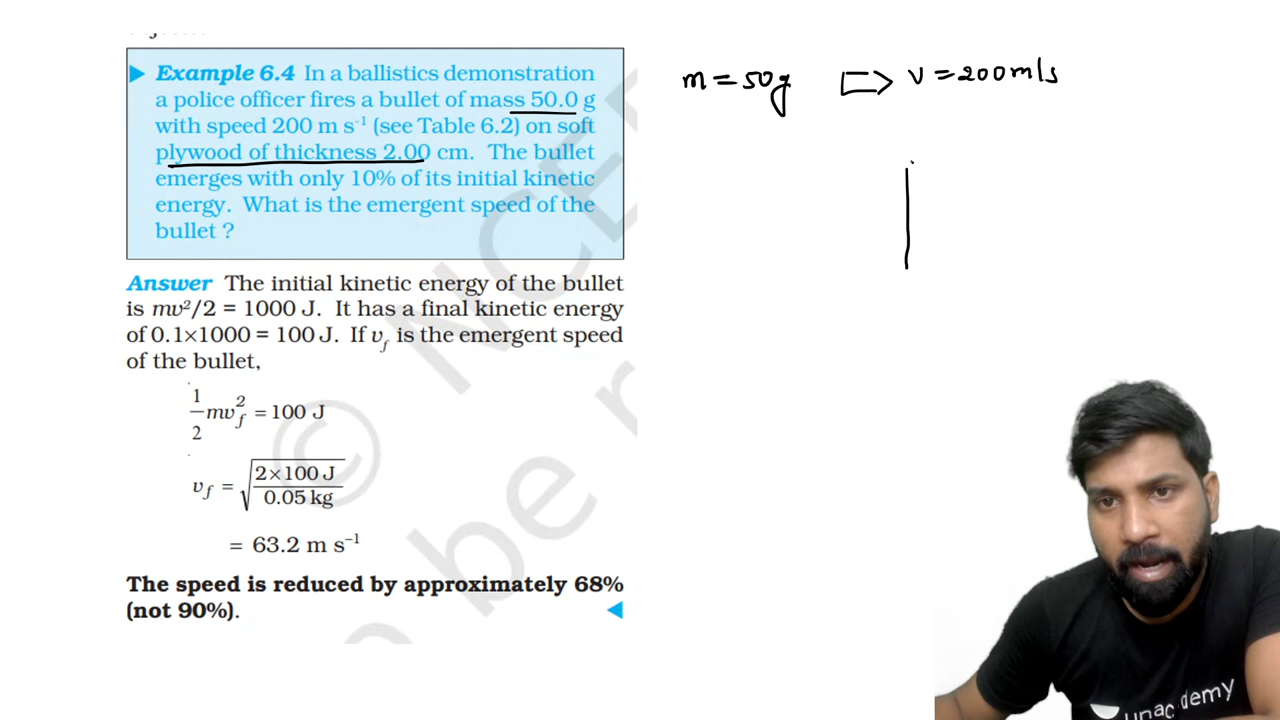 Example 6.4 In a ballistics demonstration
a police officer fires a bullet of mass 50.0 g
with speed 200 m s⁻¹ (see Table 6.2) on soft
plywood of thickness 2.00 cm. The bullet
emerges with only 10% of its initial kinetic
energy. What is the emergent speed of the
bullet ?
Answer The initial kinetic energy of the bullet
is mv²/2 = 1000 J. It has a final kinetic energy
of 0.1×1000 = 100 J. If v_f is the emergent speed
of the bullet,
1/2 mv_f² = 100 J
v_f = √(2×100 J / 0.05 kg)
= 63.2 m s⁻¹
The speed is reduced by approximately 68%
(not 90%).
m = 50g v = 200m/s
unacademy
© NCE
be r